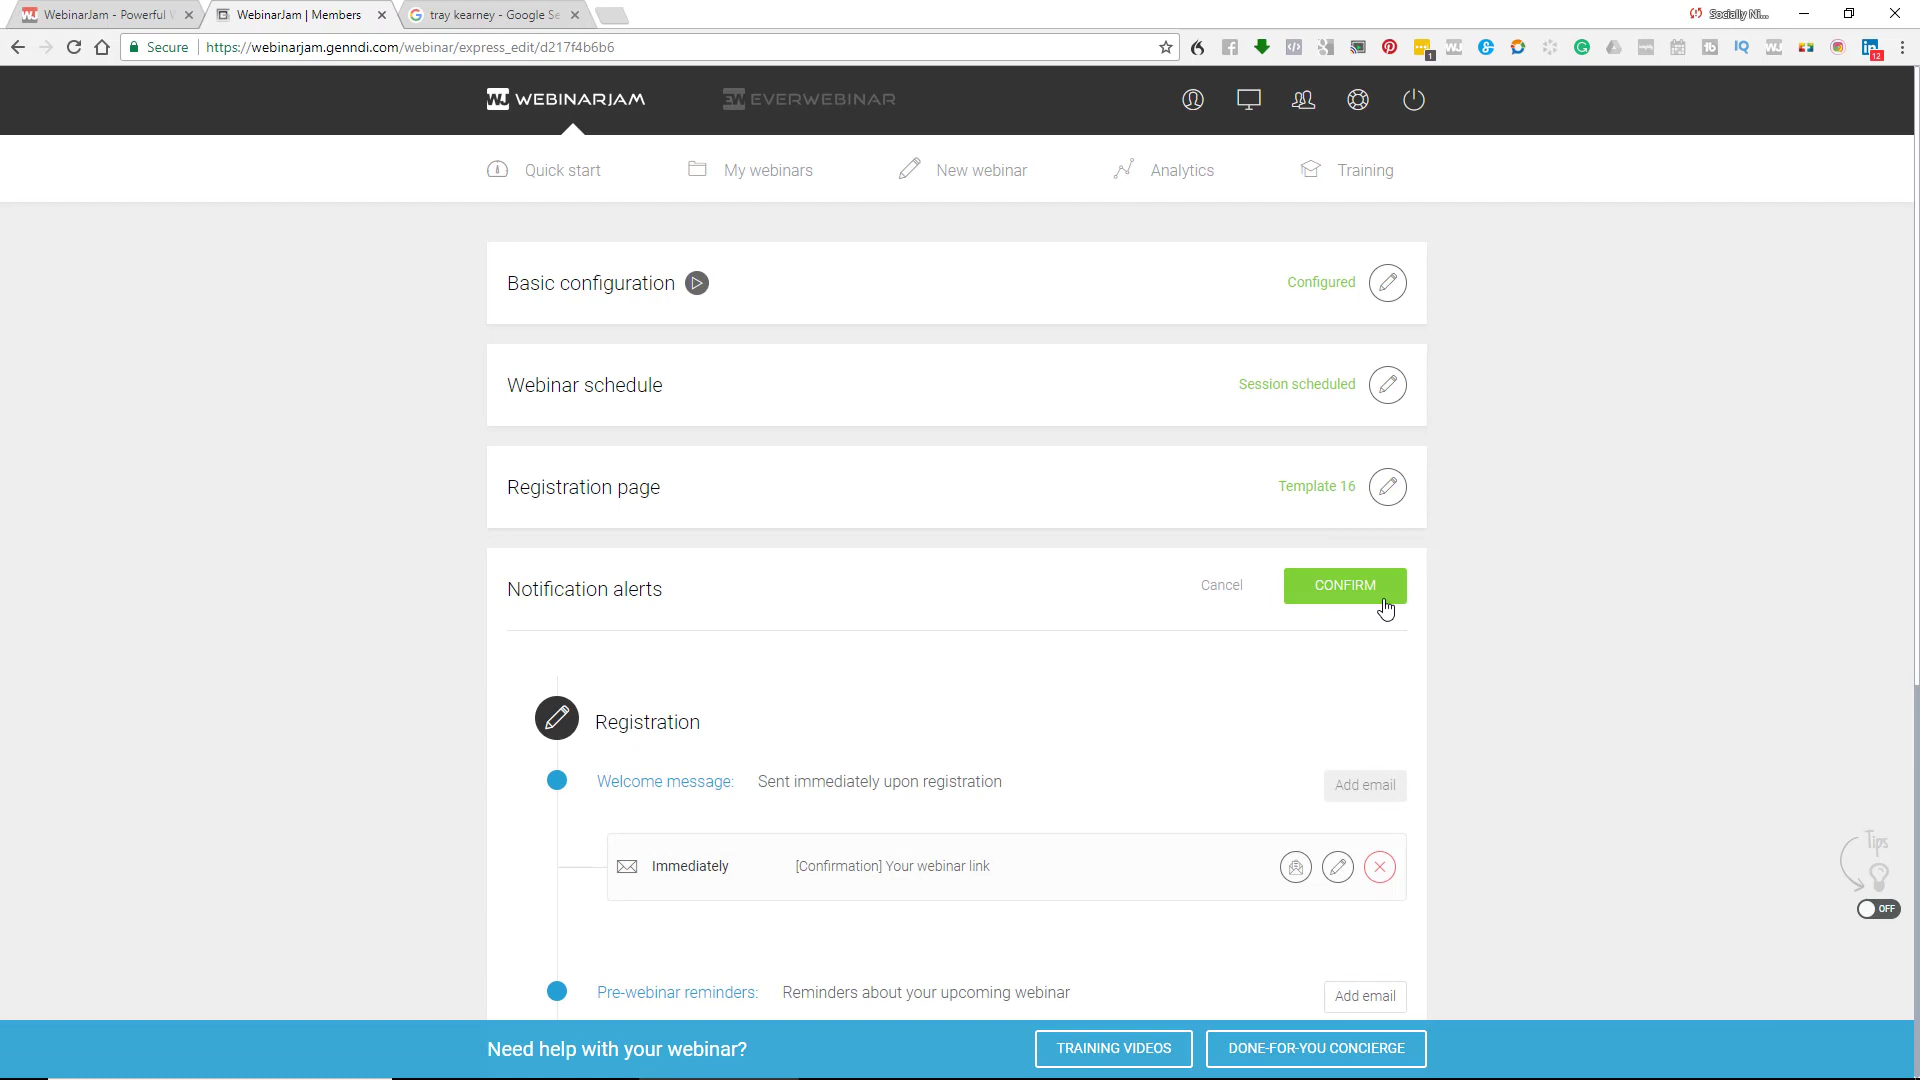 WebinarJam - Powerful
WebinarJam | Members
tray kearney - Google Se
Socially Ni...
Secure
https://webinarjam.genndi.com/webinar/express_edit/d217f4b6b6
WJ WEBINARJAM
EW EVERWEBINAR
Quick start
My webinars
New webinar
Analytics
Training
Basic configuration
Configured
Webinar schedule
Session scheduled
Registration page
Template 16
Notification alerts
Cancel
CONFIRM
Registration
Welcome message:
Sent immediately upon registration
Add email
Immediately
[Confirmation] Your webinar link
Tips
OFF
Pre-webinar reminders:
Reminders about your upcoming webinar
Add email
Need help with your webinar?
TRAINING VIDEOS
DONE-FOR-YOU CONCIERGE